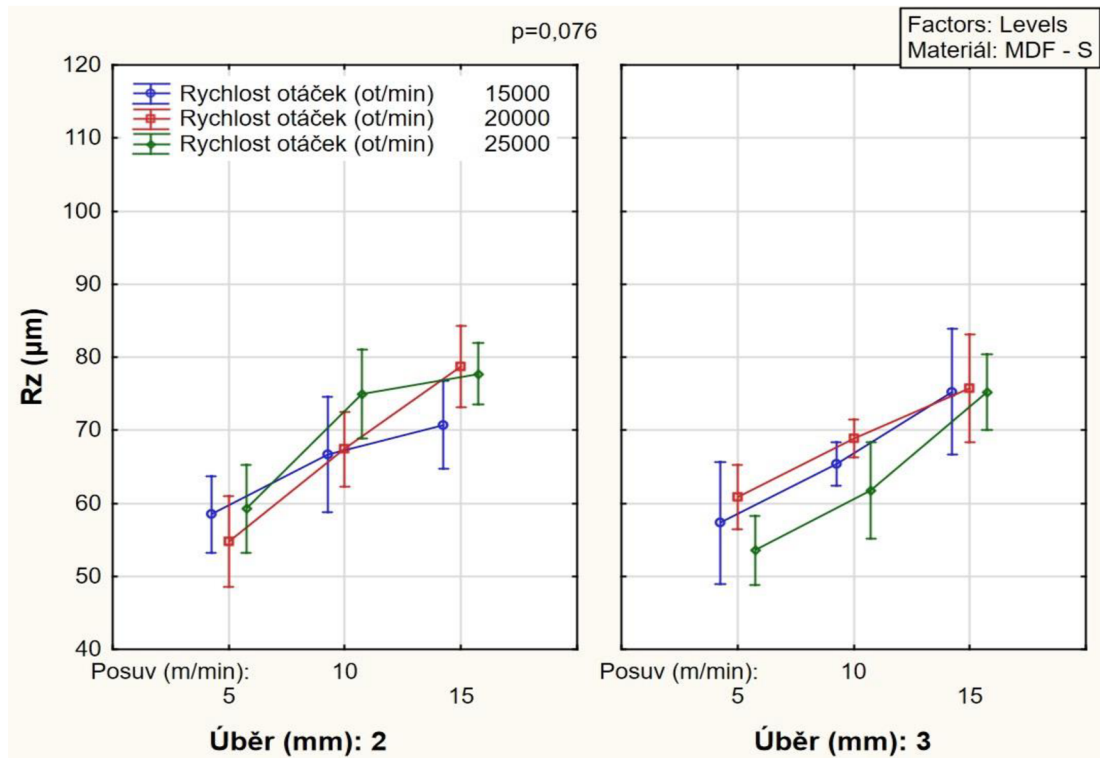 p=0,076
Factors: Levels
Materiál: MDF - S
Rychlost otáček (ot/min) 15000
Rychlost otáček (ot/min) 20000
Rychlost otáček (ot/min) 25000
Rz (μm)
120
110
100
90
80
70
60
50
40
Posuv (m/min): 10 10
5 15 5 15
Úběr (mm): 2 Úběr (mm): 3
Posuv (m/min):